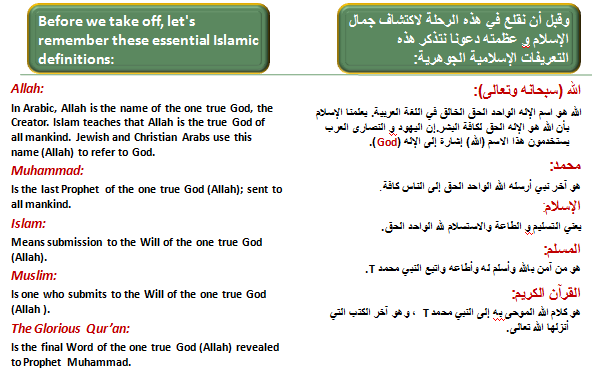 Before we take off, let's
remember these essential Islamic
definitions:
Allah:
In Arabic, Allah is the name of the one true God, the
Creator. Islam teaches that Allah is the true God of
all mankind. Jewish and Christian Arabs use this
name (Allah) to refer to God.
Muhammad:
Is the last Prophet of the one true God (Allah); sent to
all mankind.
Islam:
Means submission to the Will of the one true God
(Allah).
Muslim:
Is one who submits to the Will of the one true God
(Allah ).
The Glorious Qur’an:
Is the final Word of the one true God (Allah) revealed
to Prophet Muhammad.
وقبل أن نقلع في هذه الرحلة لاكتشاف جمال
الإسلام و عظمته دعونا نتذكر هذه
التعريفات الإسلامية الجوهرية:
الله (سبحانه وتعالى):
الله هو اسم الإله الواحد الحق الخالق في اللغة العربية. يعلمنا الإسلام
بأن الله هو الإله الحق لكافة البشر.إن اليهود و النصارى العرب
يستخدمون هذا الاسم (الله) إشارة إلى الإله (God).
محمد:
هو آخر نبي أرسله الله الواحد الحق إلى الناس كافة.
الإسلام:
يعني التسليم و الطاعة والاستسلام لله الواحد الحق.
المسلم:
هو من آمن بالله وأسلم له وأطاعه واتبع النبي محمد T.
القرآن الكريم:
هو كلام الله الموحى به إلى النبي محمد T ، وهو آخر الكتب التي
أنزلها الله تعالى.